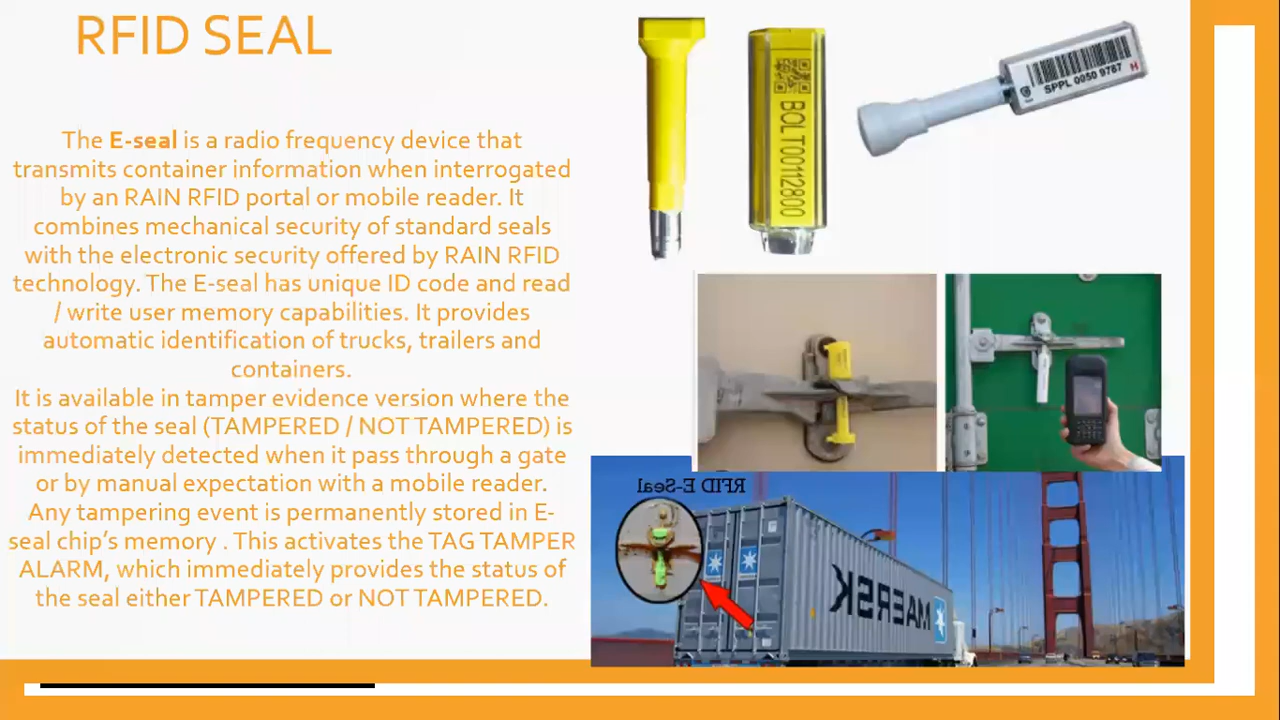 RFID SEAL
The E-seal is a radio frequency device that
transmits container information when interrogated
by an RAIN RFID portal or mobile reader. It
combines mechanical security of standard seals
with the electronic security offered by RAIN RFID
technology. The E-seal has unique ID code and read
/ write user memory capabilities. It provides
automatic identification of trucks, trailers and
containers.
It is available in tamper evidence version where the
status of the seal (TAMPERED / NOT TAMPERED) is
immediately detected when it pass through a gate
or by manual expectation with a mobile reader.
Any tampering event is permanently stored in E-
seal chip's memory . This activates the TAG TAMPER
ALARM, which immediately provides the status of
the seal either TAMPERED or NOT TAMPERED.
BOLT00112800
SPPL 0050 9787
H
RFID E-Seal
MAERSK